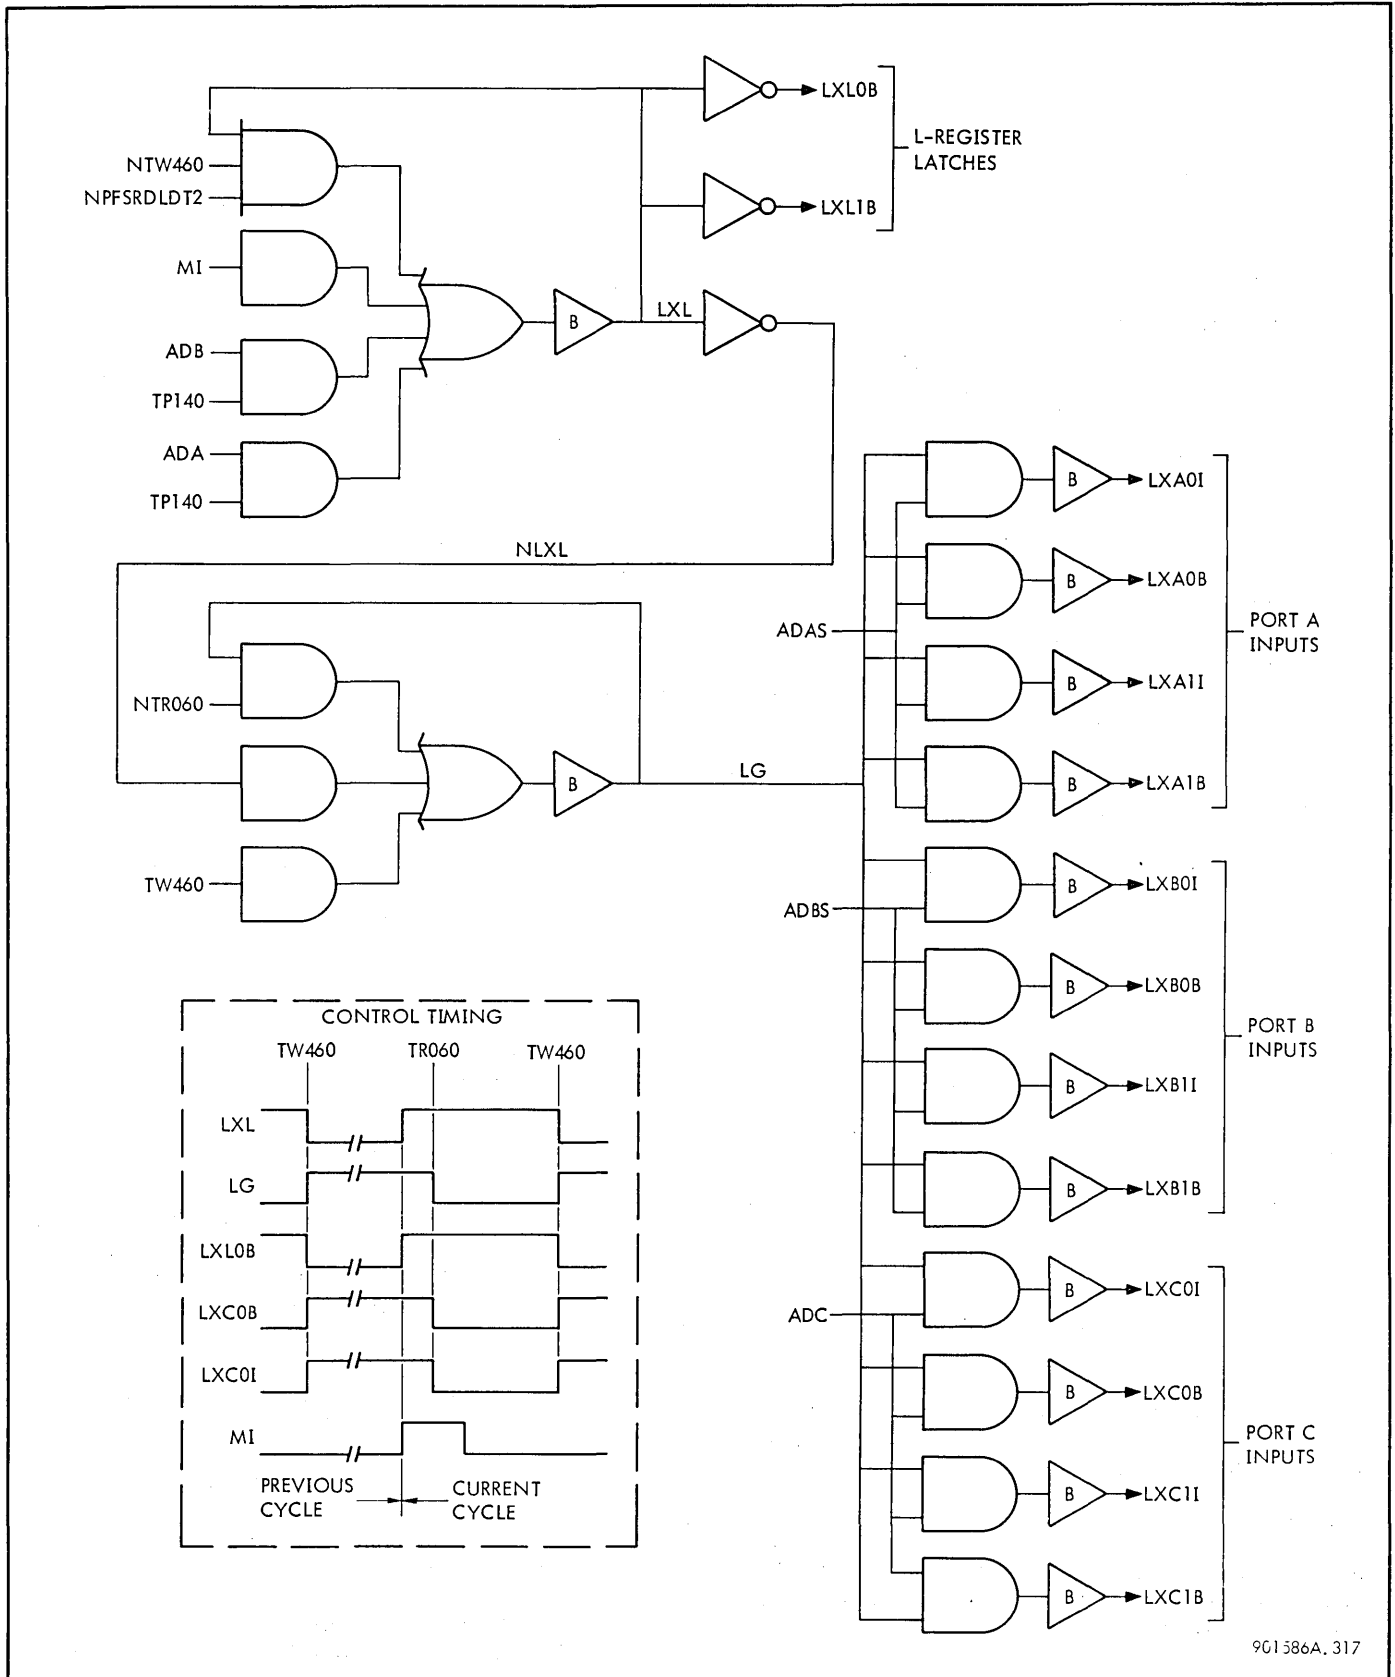 LXL0B
L-REGISTER
LATCHES
NTW460
NPFSRDLDT2
LXL1B
MI
B
LXL
ADB
TP140
ADA
TP140
NLXL
B
LXA0I
B
LXA0B
ADAS
PORT A
INPUTS
B
LXA1I
NTR060
B
LG
B
LXA1B
TW460
B
LXB0I
ADBS
B
LXB0B
PORT B
INPUTS
B
LXB1I
B
LXB1B
CONTROL TIMING
TW460 TR060 TW460
LXL
LG
LXL0B
LXC0B
LXC0I
MI
PREVIOUS
CYCLE
CURRENT
CYCLE
B
LXC0I
ADC
B
LXC0B
PORT C
INPUTS
B
LXC1I
B
LXC1B
901586A.317